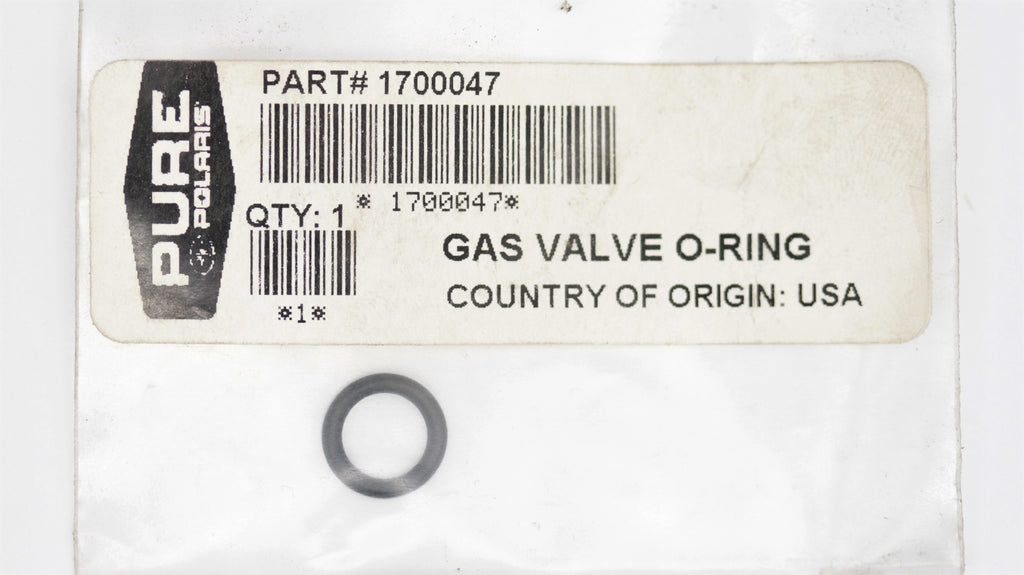 PURE
POLARIS
PART# 1700047
* 1700047*
QTY: 1
*1*
GAS VALVE O-RING
COUNTRY OF ORIGIN: USA